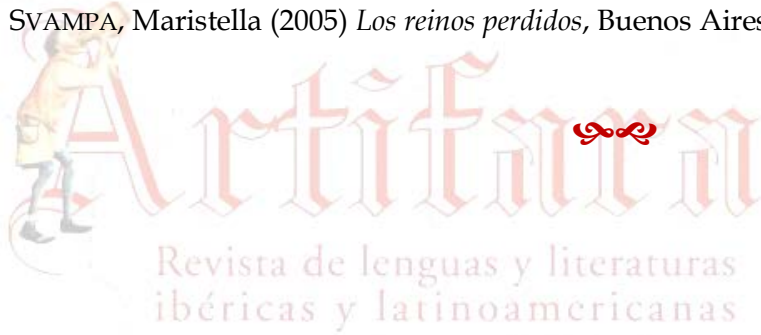 SVAMPA, Maristella (2005) Los reinos perdidos, Buenos Aires
Artifara
Revista de lenguas y literaturas
ibéricas y latinoamericanas